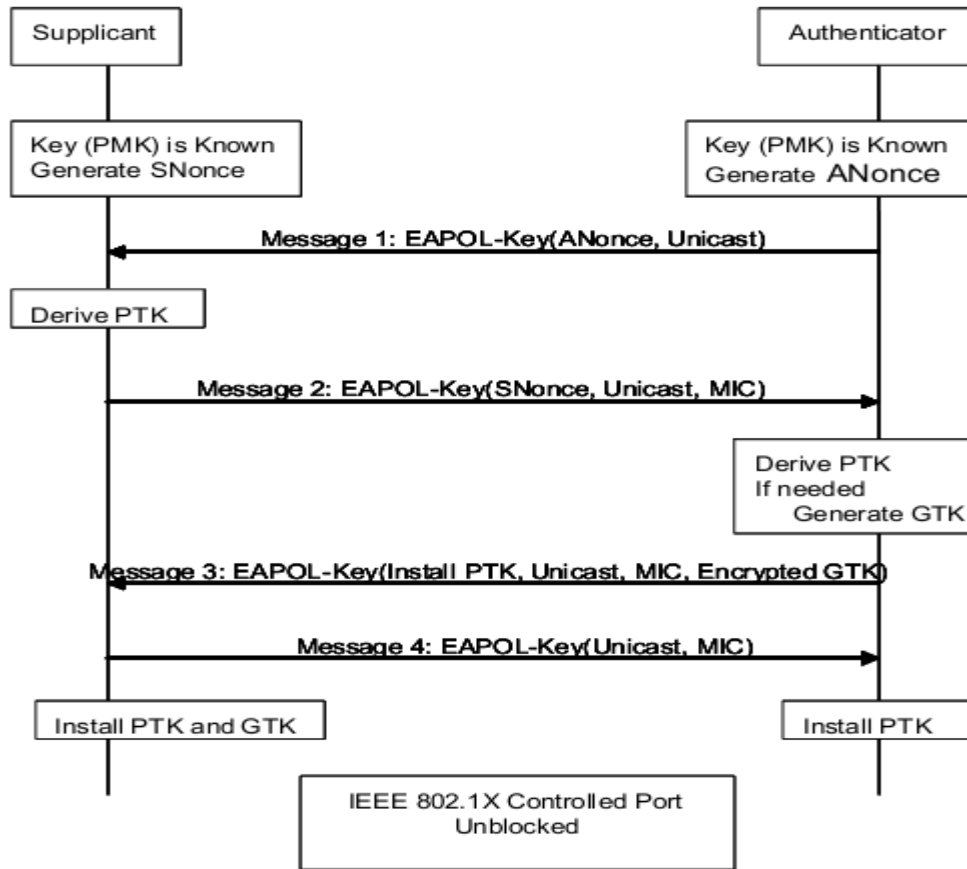 Supplicant
Authenticator
Key (PMK) is Known
Generate SNonce
Key (PMK) is Known
Generate ANonce
Message 1: EAPOL-Key(ANonce, Unicast)
Derive PTK
Message 2: EAPOL-Key(SNonce, Unicast, MIC)
Derive PTK
If needed
Generate GTK
Message 3: EAPOL-Key(Install PTK, Unicast, MIC, Encrypted GTK)
Message 4: EAPOL-Key(Unicast, MIC)
Install PTK and GTK
Install PTK
IEEE 802.1X Controlled Port
Unblocked